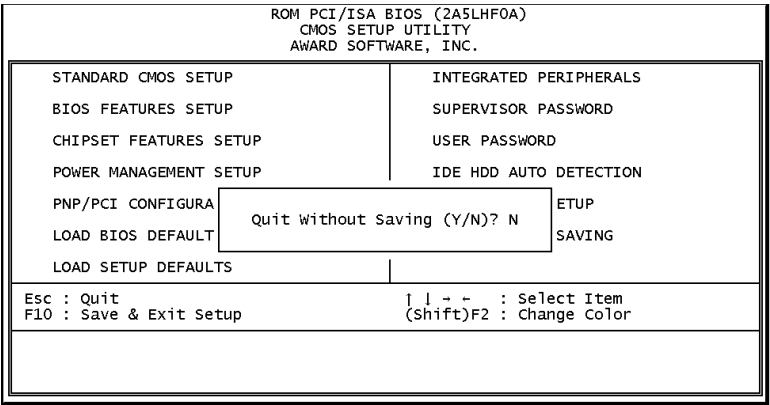 ROM PCI/ISA BIOS (2A5LHF0A)
CMOS SETUP UTILITY
AWARD SOFTWARE, INC.
STANDARD CMOS SETUP
INTEGRATED PERIPHERALS
BIOS FEATURES SETUP
SUPERVISOR PASSWORD
CHIPSET FEATURES SETUP
USER PASSWORD
POWER MANAGEMENT SETUP
IDE HDD AUTO DETECTION
PNP/PCI CONFIGURA
ETUP
Quit Without Saving (Y/N)? N
LOAD BIOS DEFAULT
SAVING
LOAD SETUP DEFAULTS
Esc : Quit
↑ ↓ → ← : Select Item
F10 : Save & Exit Setup
(Shift)F2 : Change Color